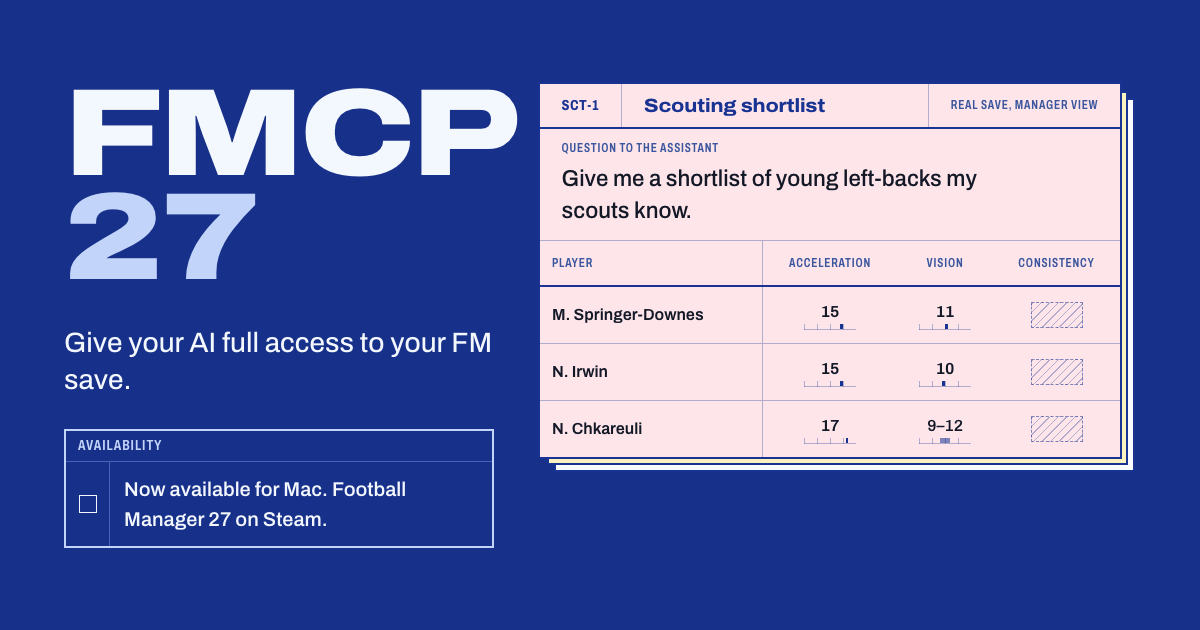 FMCP
27
Give your AI full access to your FM
save.
AVAILABILITY
Now available for Mac. Football
Manager 27 on Steam.
SCT-1
Scouting shortlist
REAL SAVE, MANAGER VIEW
QUESTION TO THE ASSISTANT
Give me a shortlist of young left-backs my
scouts know.
PLAYER ACCELERATION VISION CONSISTENCY
M. Springer-Downes 15 11
N. Irwin 15 10
N. Chkareuli 17 9–12